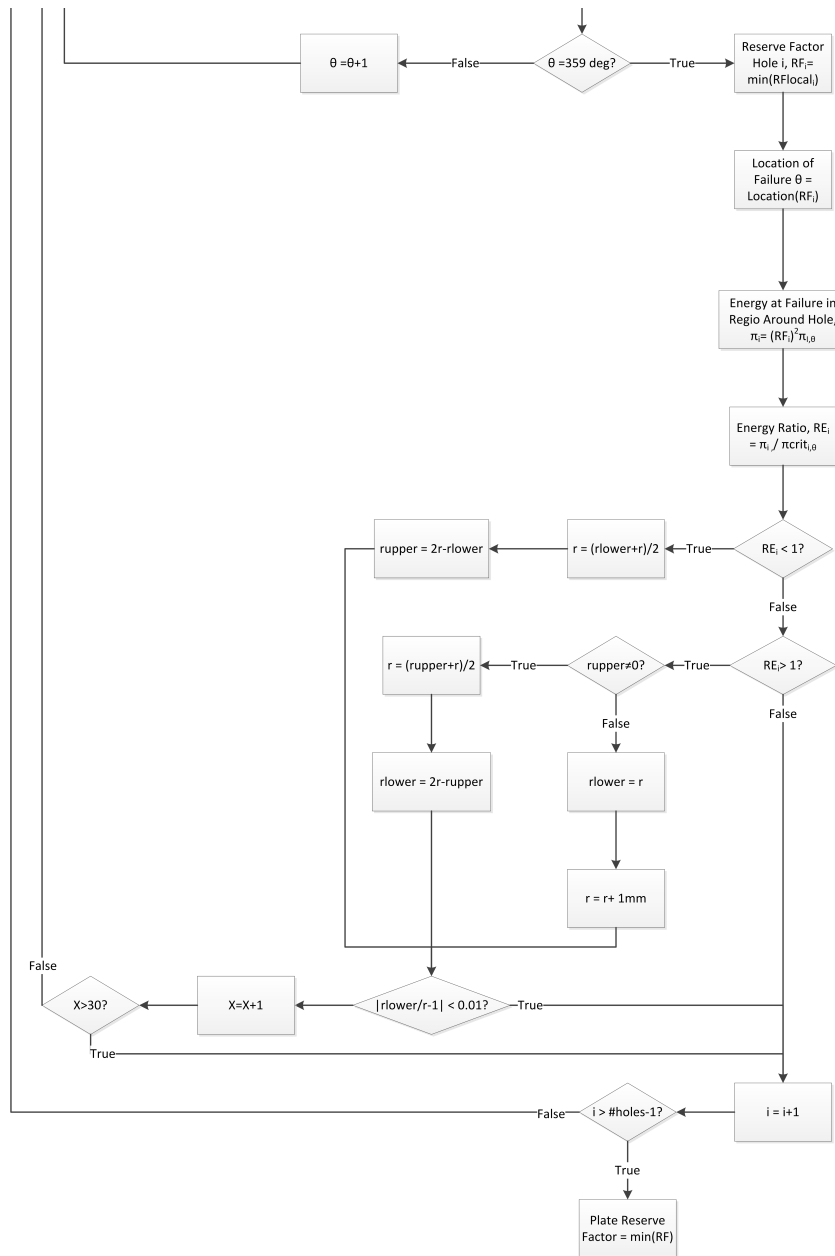 θ =θ+1
False
θ =359 deg?
True
Reserve Factor
Hole i, RFᵢ=
min(RFlocalᵢ)
Location of
Failure θ =
Location(RFᵢ)
Energy at Failure in
Regio Around Hole,
πᵢ= (RFᵢ)²πᵢ,θ
Energy Ratio, REᵢ
= πᵢ / πcritᵢ,θ
rupper = 2r-rlower
r = (rlower+r)/2
True
REᵢ < 1?
False
r = (rupper+r)/2
True
rupper≠0?
True
REᵢ> 1?
False
False
rlower = 2r-rupper
rlower = r
r = r+ 1mm
False
X>30?
X=X+1
|rlower/r-1| < 0.01?
True
True
False
i > #holes-1?
i = i+1
True
Plate Reserve
Factor = min(RF)